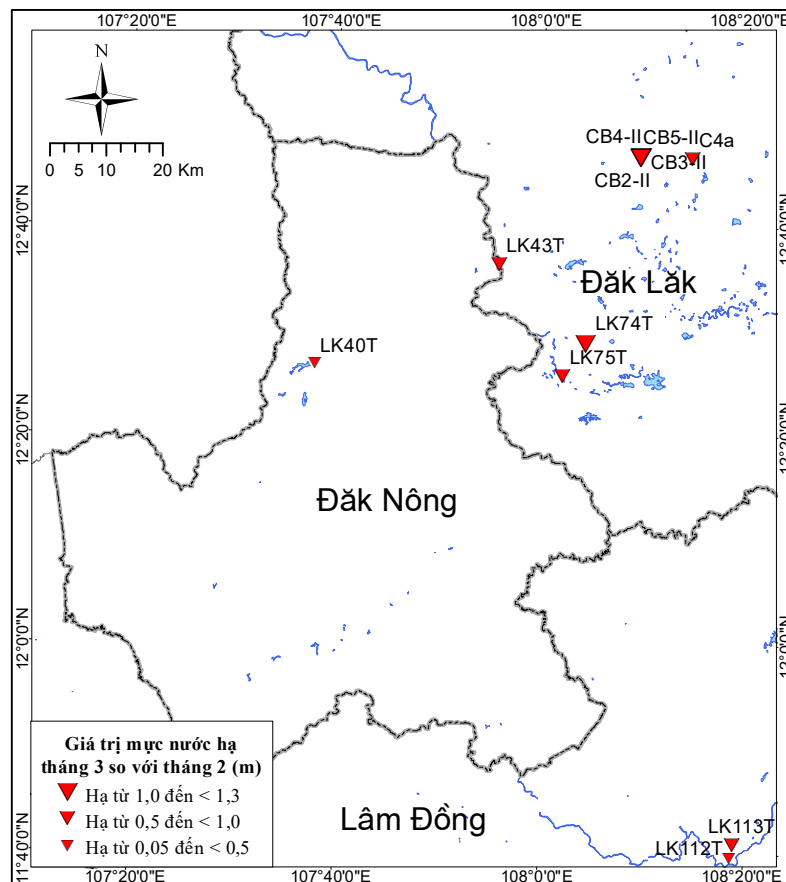 107°20'0"E
107°40'0"E
108°0'0"E
108°20'0"E
N
0 5 10 20 Km
CB4-II CB5-II C4a
CB3-II
CB2-II
12°40'0"N
12°40'0"N
LK43T
Đăk Lăk
LK74T
LK40T
LK75T
12°20'0"N
12°20'0"N
Đăk Nông
12°0'0"N
12°0'0"N
Giá trị mực nước hạ
tháng 3 so với tháng 2 (m)
Hạ từ 1,0 đến < 1,3
Hạ từ 0,5 đến < 1,0
Hạ từ 0,05 đến < 0,5
Lâm Đồng
LK113T
LK112T
11°40'0"N
11°40'0"N
107°20'0"E
107°40'0"E
108°0'0"E
108°20'0"E